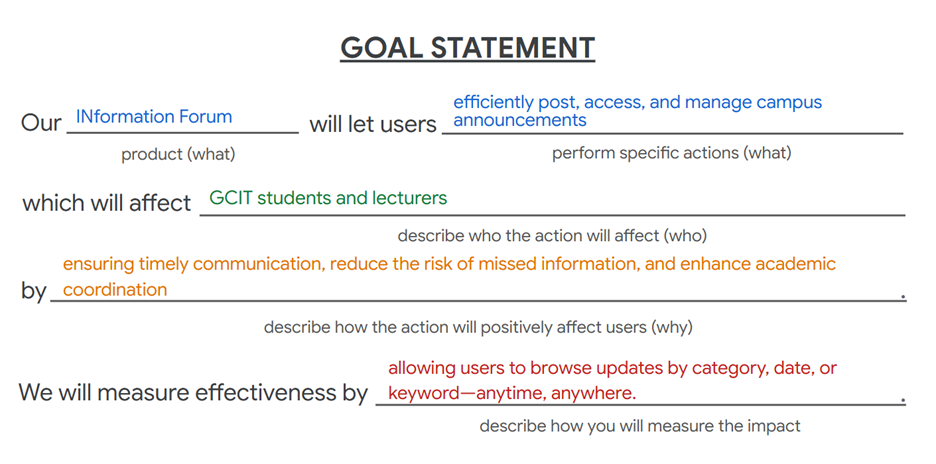 GOAL STATEMENT
Our INformation Forum will let users efficiently post, access, and manage campus
announcements
product (what) perform specific actions (what)
which will affect GCIT students and lecturers
describe who the action will affect (who)
ensuring timely communication, reduce the risk of missed information, and enhance academic
by coordination .
describe how the action will positively affect users (why)
allowing users to browse updates by category, date, or
We will measure effectiveness by keyword—anytime, anywhere. .
describe how you will measure the impact